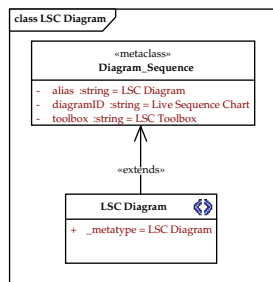 class LSC Diagram
«metaclass»
Diagram_Sequence
- alias :string = LSC Diagram
- diagramID :string = Live Sequence Chart
- toolbox :string = LSC Toolbox
«extends»
LSC Diagram
+ _metatype = LSC Diagram